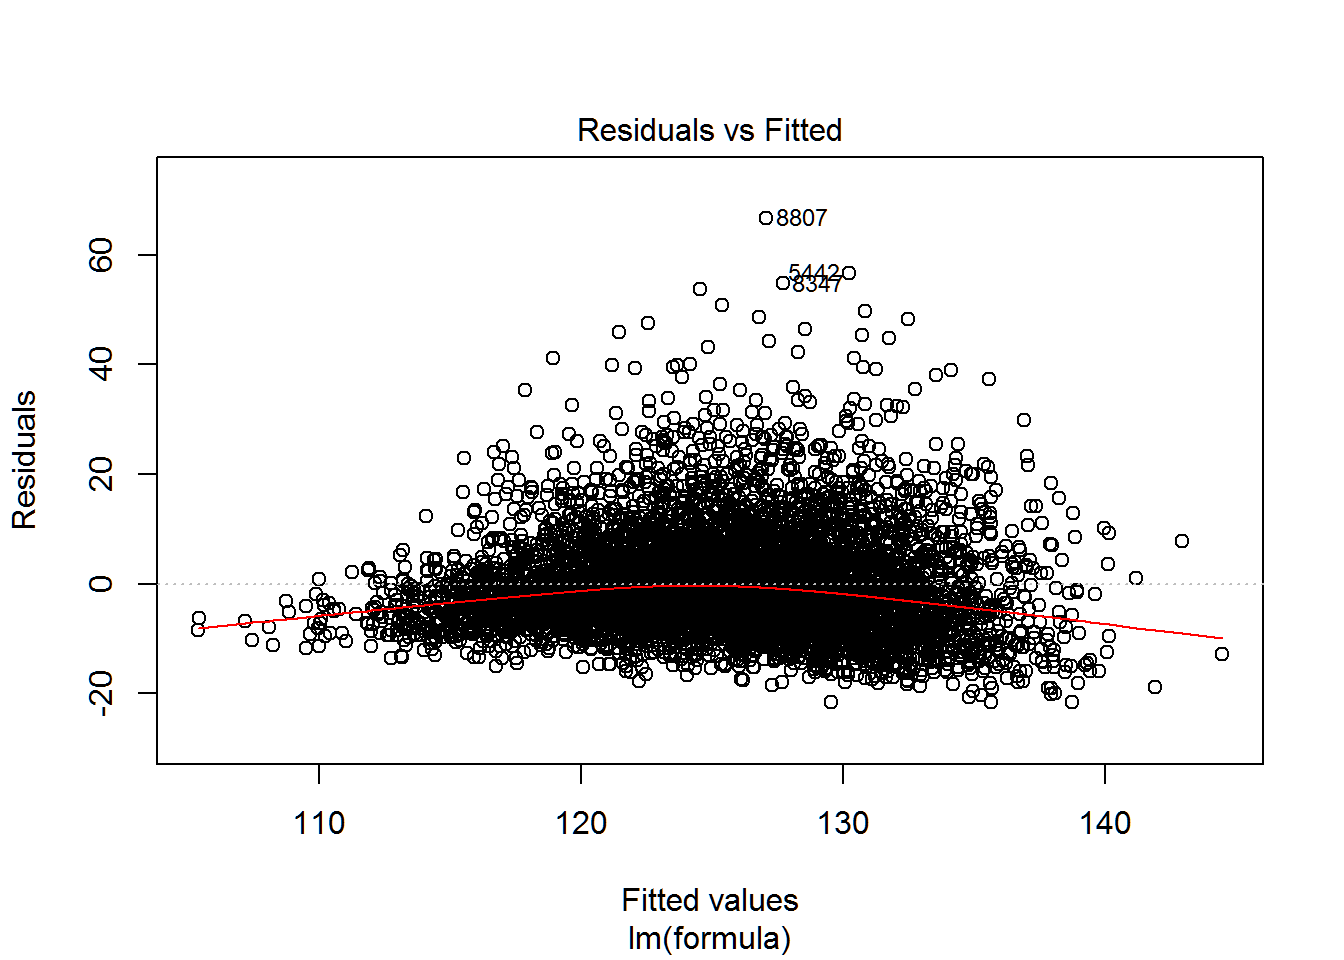 Residuals vs Fitted
8807
5442
8347
Residuals
60
40
20
0
-20
110 120 130 140
Fitted values
lm(formula)